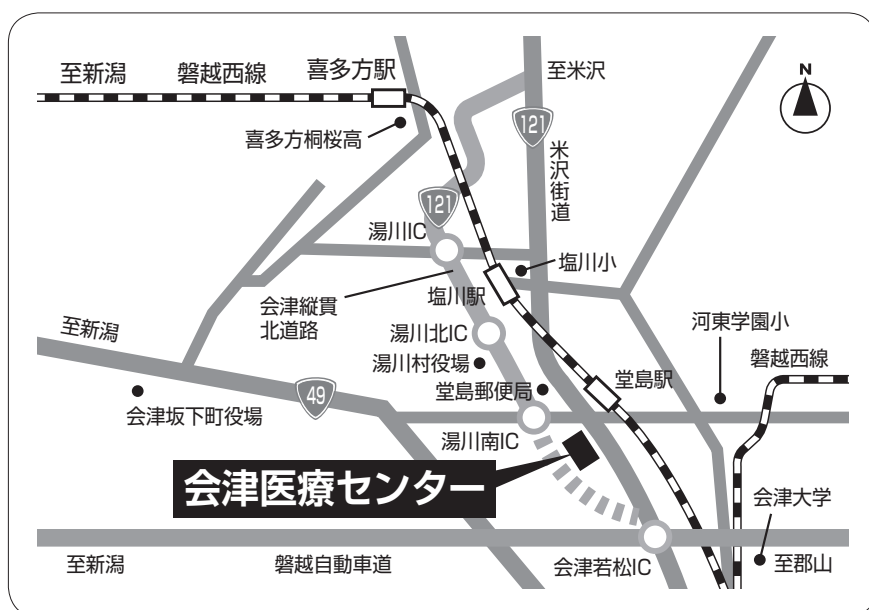 至新潟
磐越西線
喜多方駅
至米沢
N
喜多方桐桜高
121
米沢街道
121
湯川IC
塩川小
会津縦貫
北道路
塩川駅
至新潟
湯川北IC
河東学園小
湯川村役場
磐越西線
堂島駅
49
堂島郵便局
会津坂下町役場
湯川南IC
会津医療センター
会津大学
至新潟
磐越自動車道
会津若松IC
至郡山